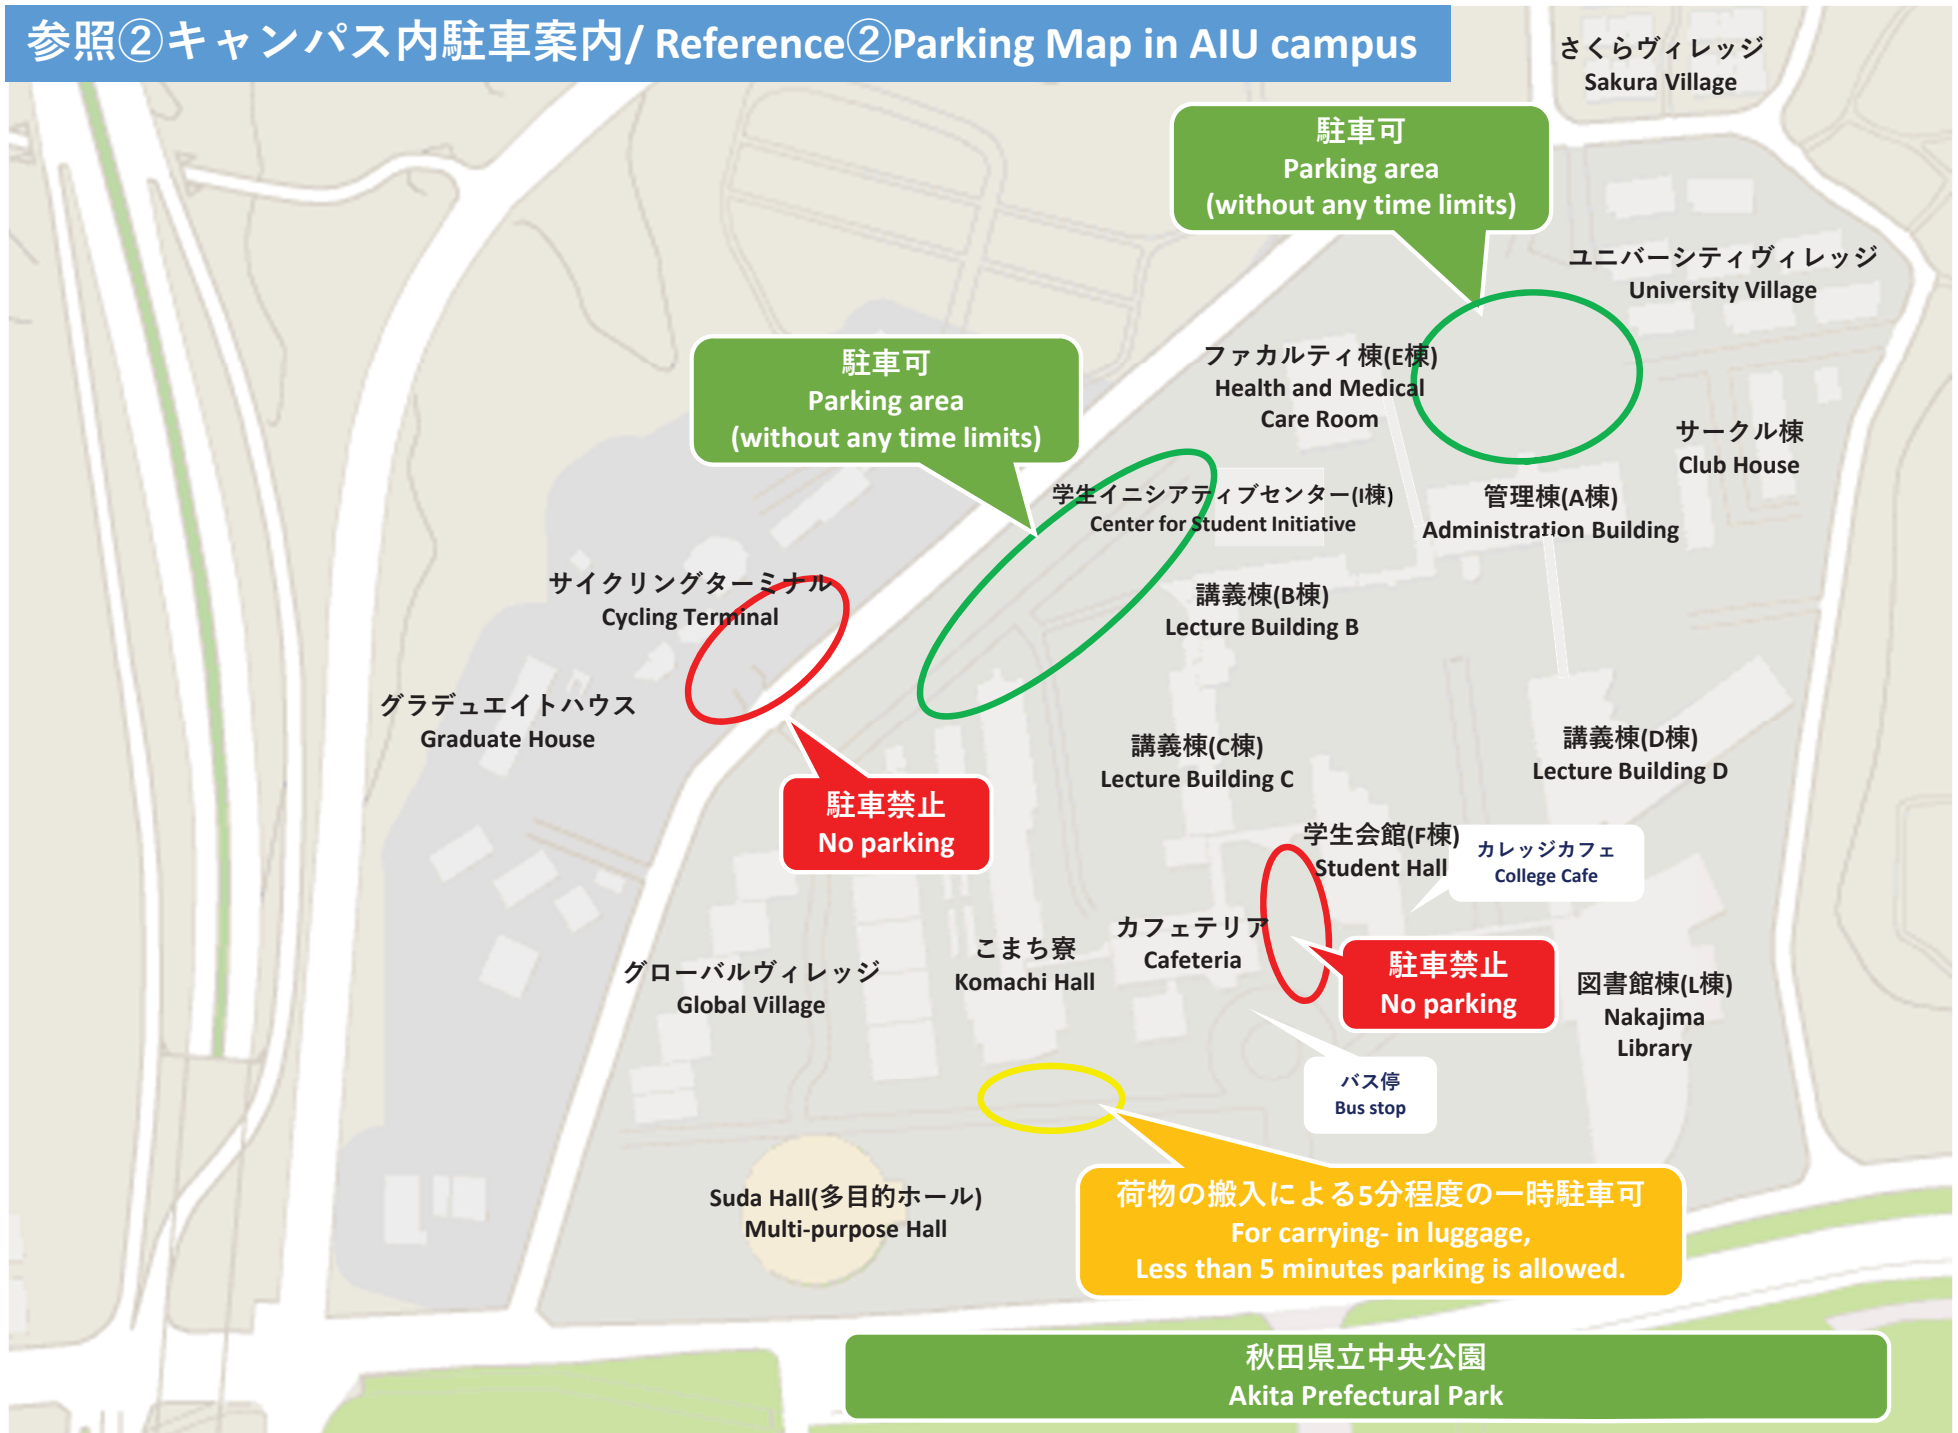 参照②キャンパス内駐車案内/ Reference②Parking Map in AIU campus
さくらヴィレッジ
Sakura Village
駐車可
Parking area
(without any time limits)
ユニバーシティヴィレッジ
University Village
駐車可
Parking area
(without any time limits)
ファカルティ棟(E棟)
Health and Medical
Care Room
サークル棟
Club House
学生イニシアティブセンター(I棟)
Center for Student Initiative
管理棟(A棟)
Administration Building
サイクリングターミナル
Cycling Terminal
講義棟(B棟)
Lecture Building B
グラデュエイトハウス
Graduate House
講義棟(C棟)
Lecture Building C
講義棟(D棟)
Lecture Building D
駐車禁止
No parking
学生会館(F棟)
Student Hall
カレッジカフェ
College Cafe
カフェテリア
Cafeteria
こまち寮
Komachi Hall
グローバルヴィレッジ
Global Village
駐車禁止
No parking
図書館棟(L棟)
Nakajima
Library
バス停
Bus stop
Suda Hall(多目的ホール)
Multi-purpose Hall
荷物の搬入による5分程度の一時駐車可
For carrying- in luggage,
Less than 5 minutes parking is allowed.
秋田県立中央公園
Akita Prefectural Park